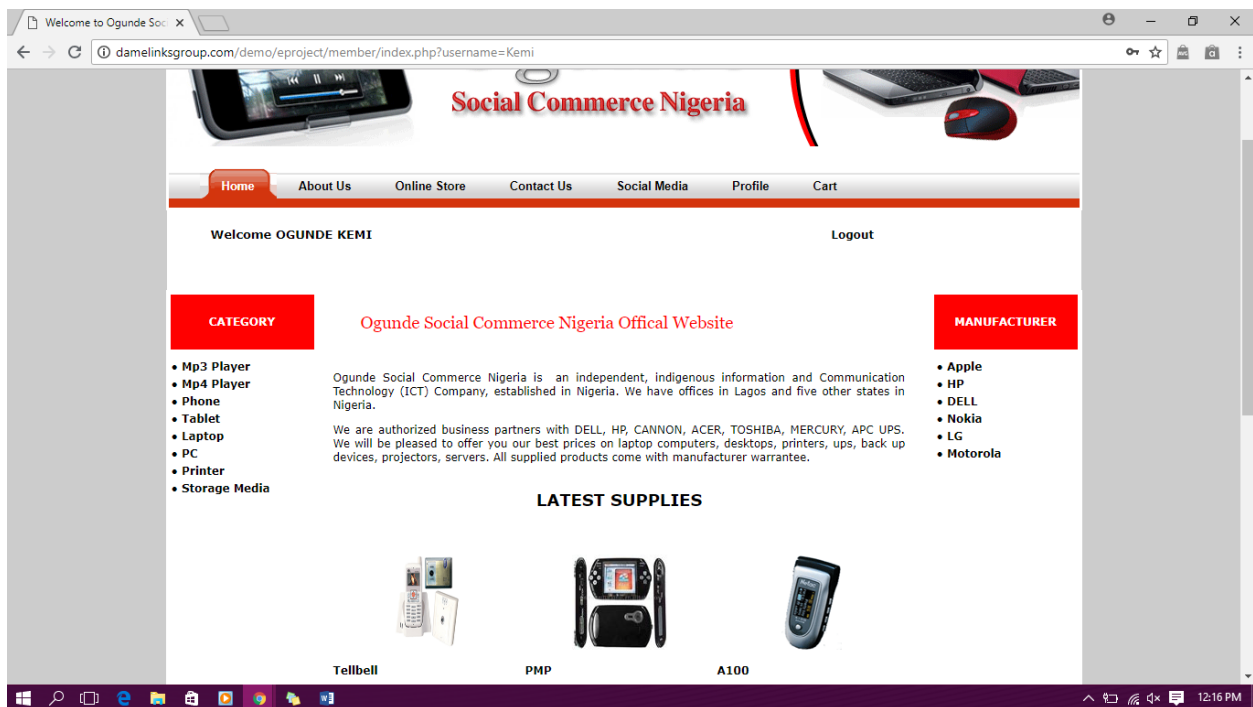 Welcome to Ogunde Soci
damelinksgroup.com/demo/eproject/member/index.php?username=Kemi
Social Commerce Nigeria
Home About Us Online Store Contact Us Social Media Profile Cart
Welcome OGUNDE KEMI Logout
CATEGORY
• Mp3 Player
• Mp4 Player
• Phone
• Tablet
• Laptop
• PC
• Printer
• Storage Media
Ogunde Social Commerce Nigeria Offical Website
Ogunde Social Commerce Nigeria is an independent, indigenous information and Communication
Technology (ICT) Company, established in Nigeria. We have offices in Lagos and five other states in
Nigeria.
We are authorized business partners with DELL, HP, CANNON, ACER, TOSHIBA, MERCURY, APC UPS.
We will be pleased to offer you our best prices on laptop computers, desktops, printers, ups, back up
devices, projectors, servers. All supplied products come with manufacturer warrantee.
LATEST SUPPLIES
Tellbell PMP A100
MANUFACTURER
• Apple
• HP
• DELL
• Nokia
• LG
• Motorola
12:16 PM